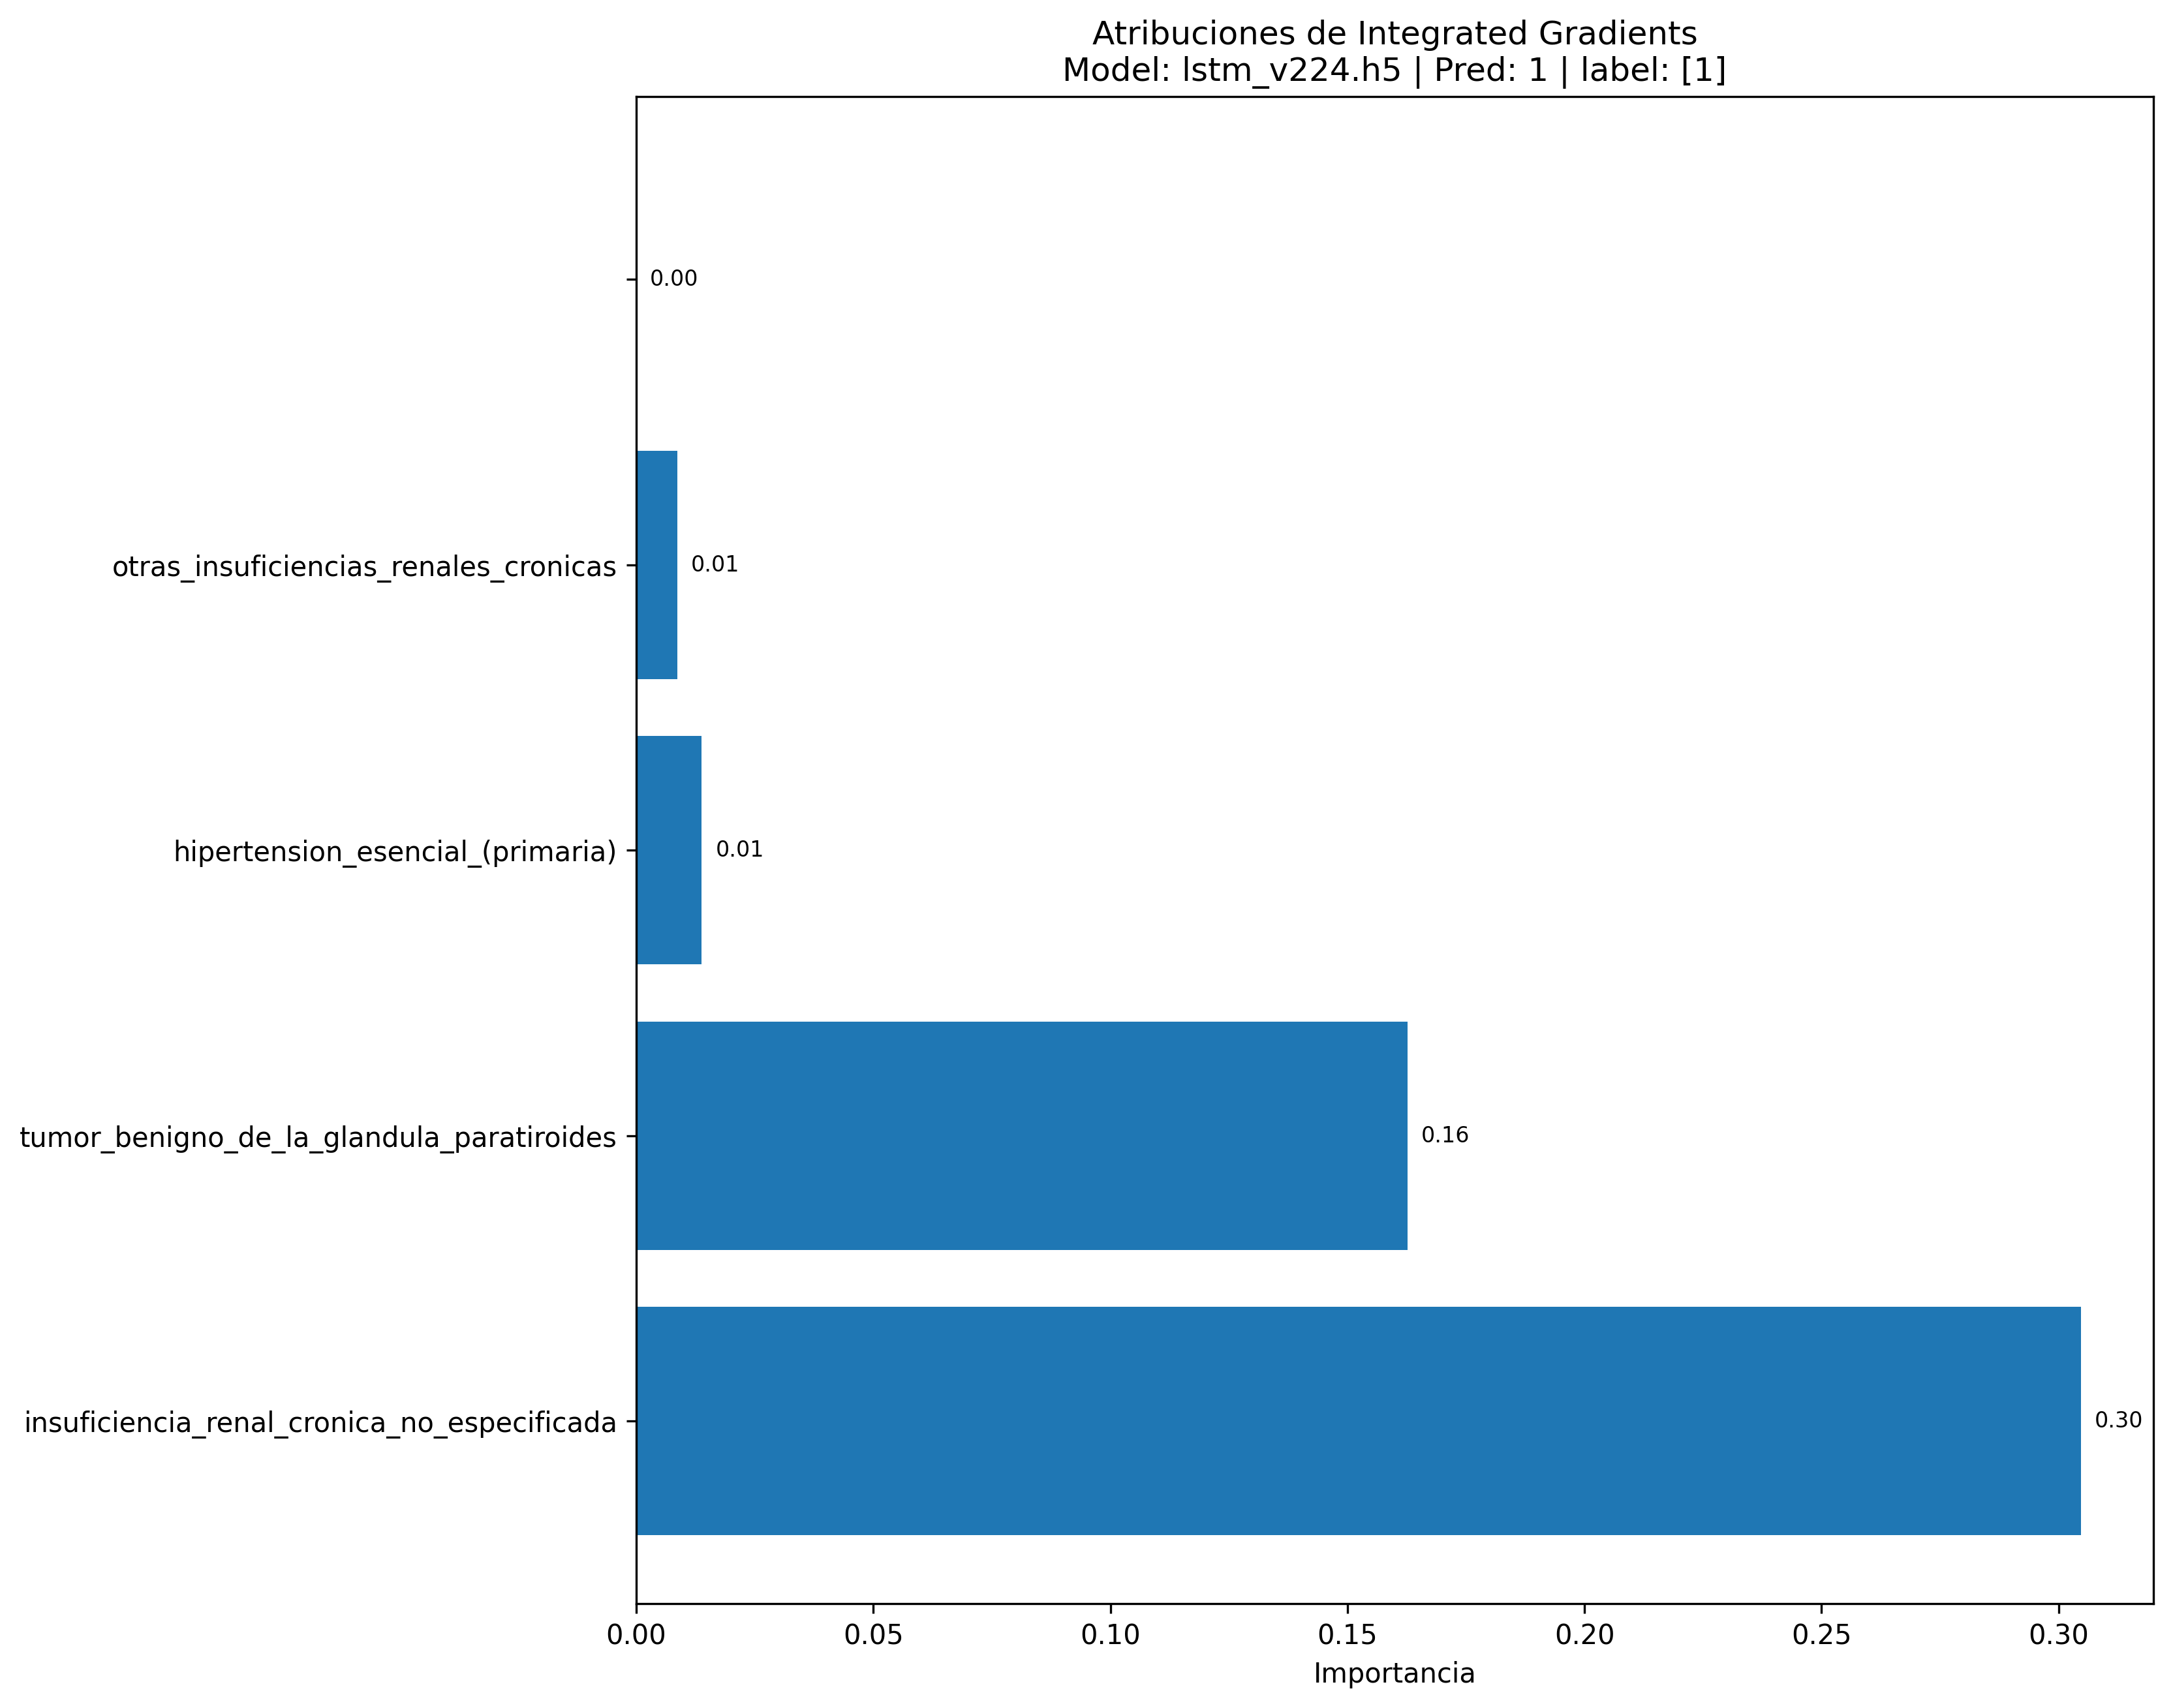 Atribuciones de Integrated Gradients
Model: lstm_v224.h5 | Pred: 1 | label: [1]
0.00
otras_insuficiencias_renales_cronicas 0.01
hipertension_esencial_(primaria) 0.01
tumor_benigno_de_la_glandula_paratiroides 0.16
insuficiencia_renal_cronica_no_especificada 0.30
0.00 0.05 0.10 0.15 0.20 0.25 0.30
Importancia